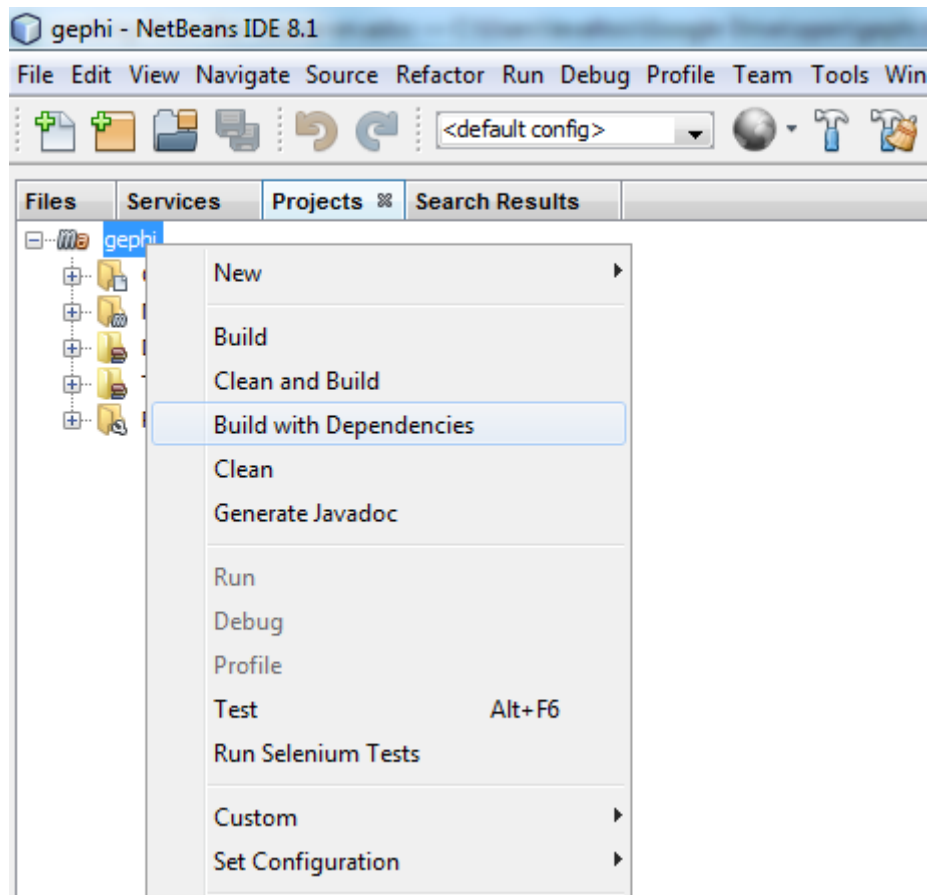 gephi - NetBeans IDE 8.1
File Edit View Navigate Source Refactor Run Debug Profile Team Tools Win
<default config>
Files Services Projects Search Results
gephi
New
Build
Clean and Build
Build with Dependencies
Clean
Generate Javadoc
Run
Debug
Profile
Test Alt+F6
Run Selenium Tests
Custom
Set Configuration